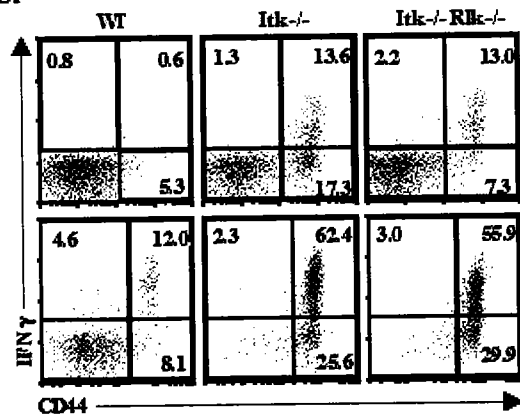 WT Itk-/- Itk-/- Rlk-/-
0.8 0.6 1.3 13.6 2.2 13.0
5.3 17.3 7.3
4.6 12.0 2.3 62.4 3.0 55.9
8.1 25.6 29.9
IFN γ
CD44